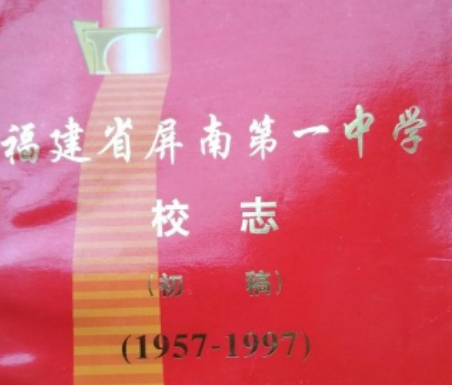 福建省屏南第一中学
校 志
(初 稿)
(1957-1997)